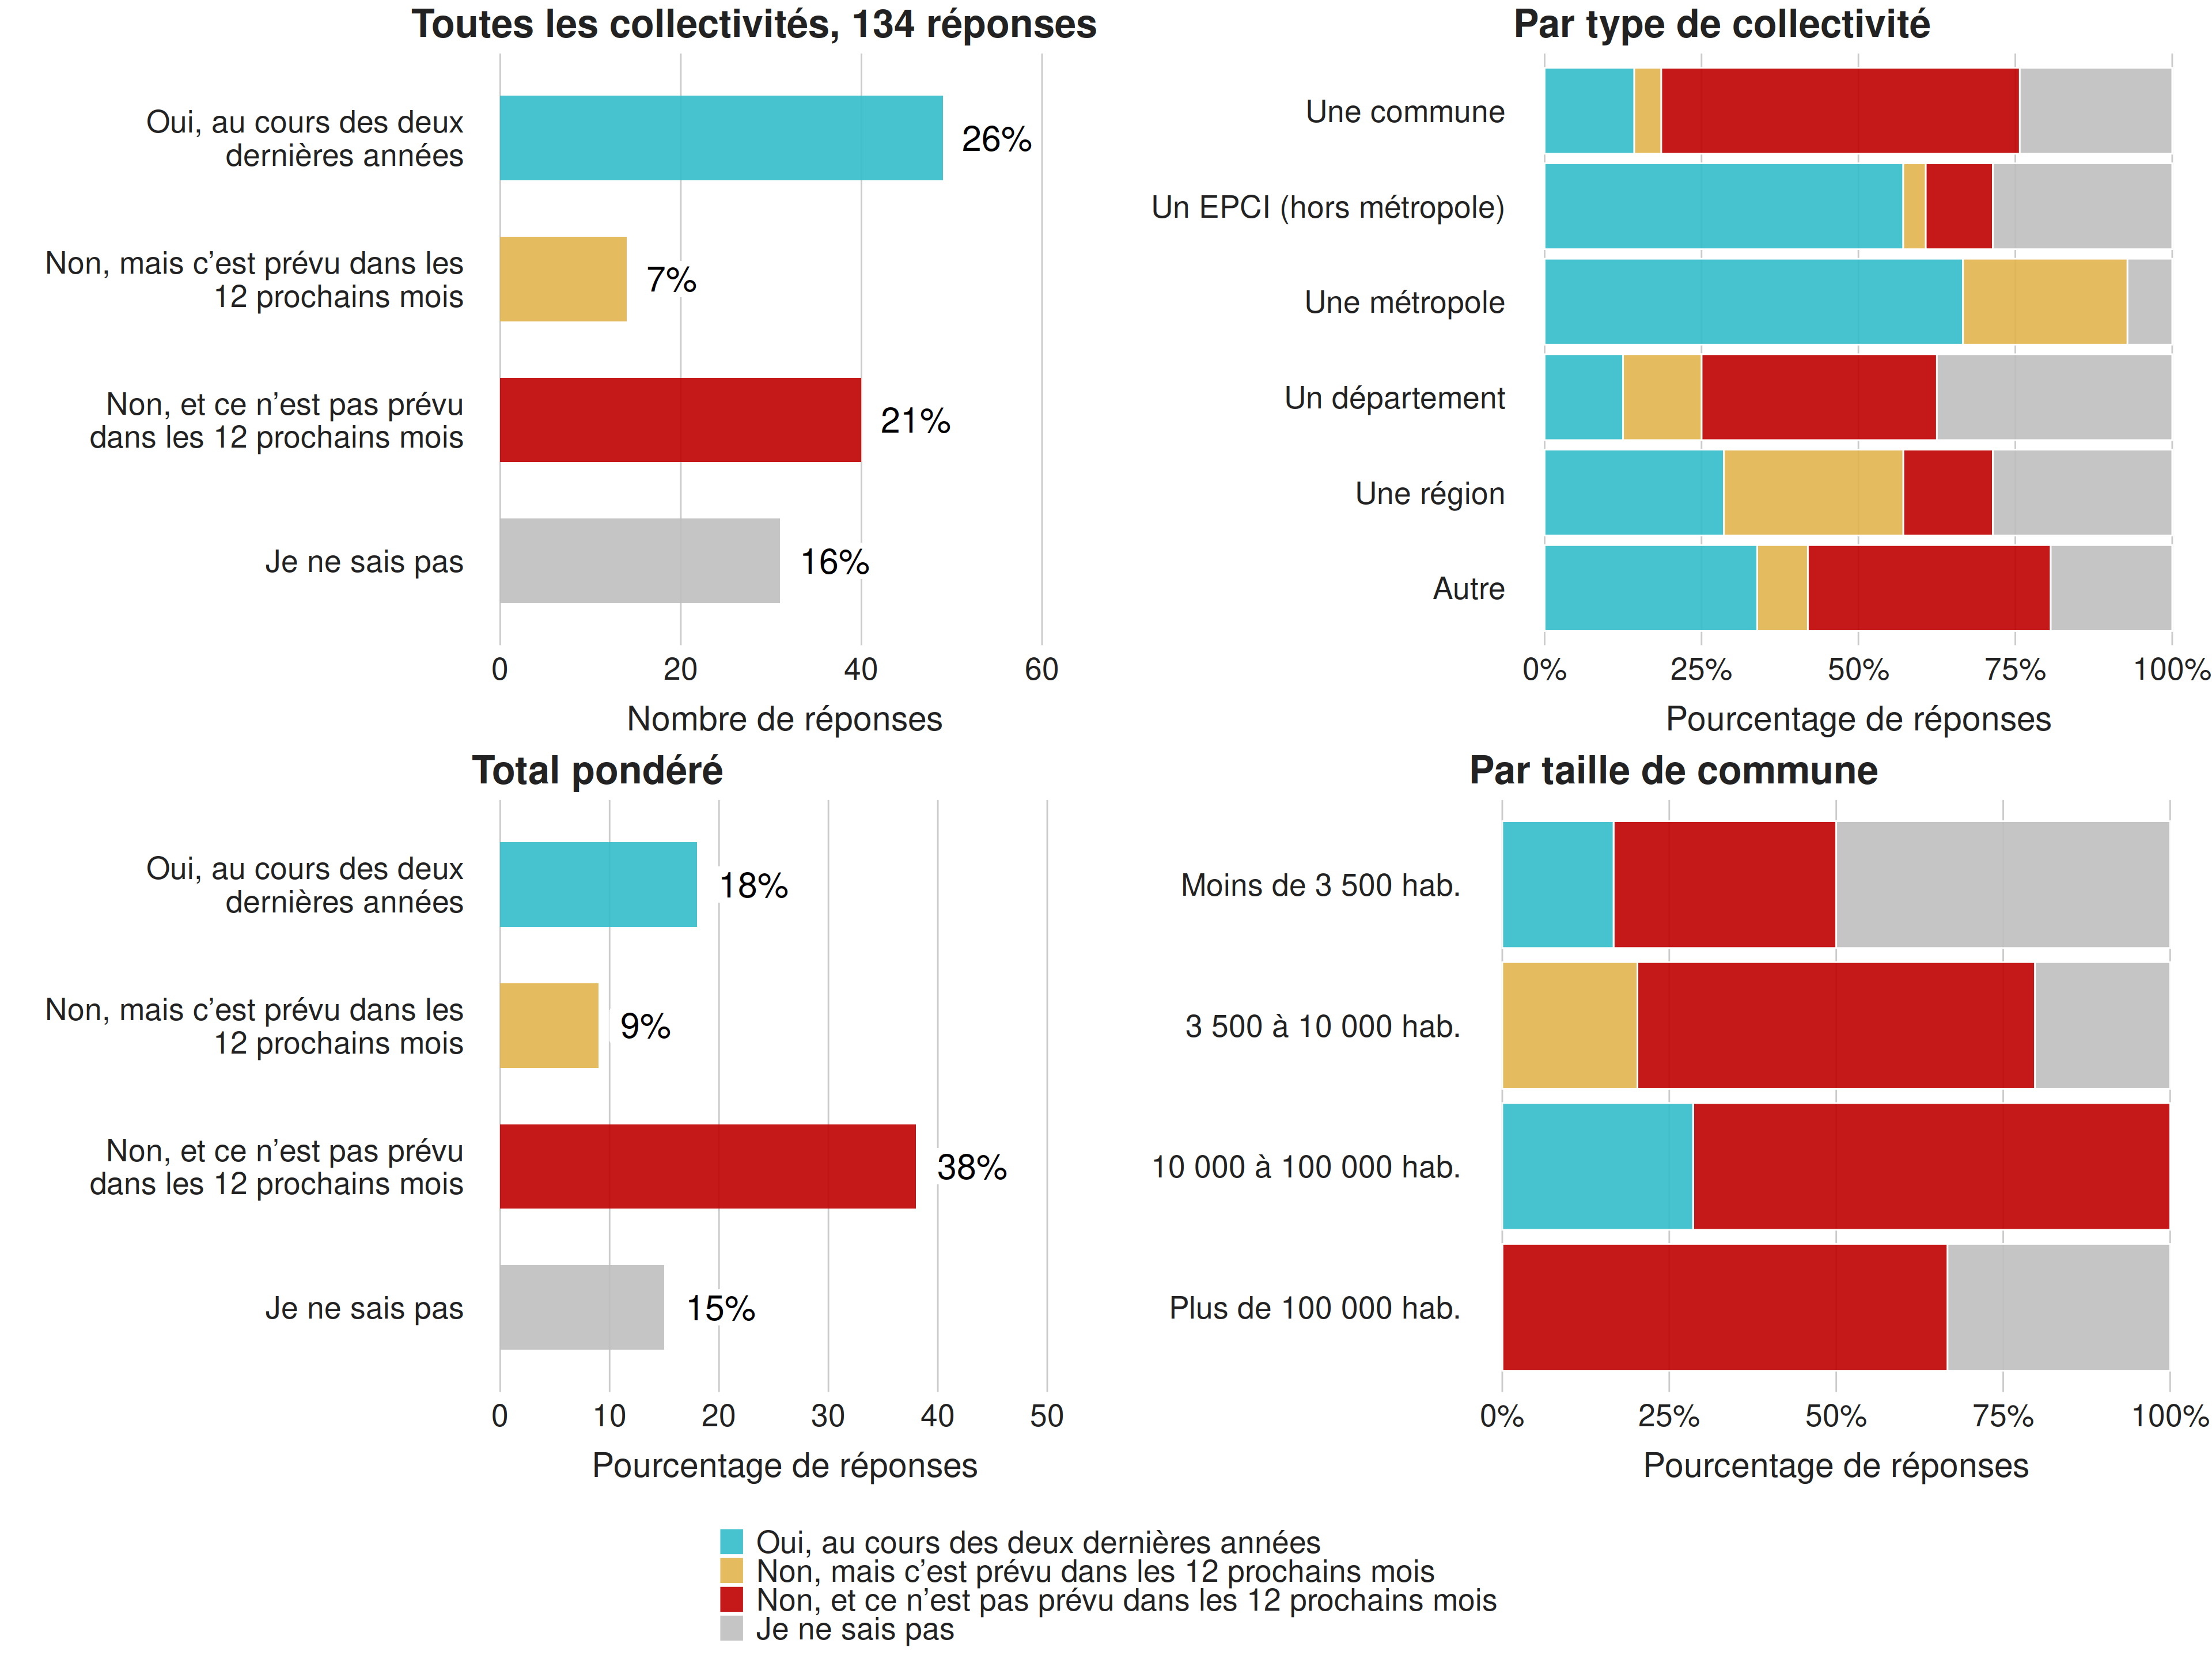 Toutes les collectivités, 134 réponses
Oui, au cours des deux
dernières années
26%
Non, mais c’est prévu dans les
12 prochains mois
7%
Non, et ce n’est pas prévu
dans les 12 prochains mois
21%
Je ne sais pas
16%
0 20 40 60
Nombre de réponses
Par type de collectivité
Une commune
Un EPCI (hors métropole)
Une métropole
Un département
Une région
Autre
0% 25% 50% 75% 100%
Pourcentage de réponses
Total pondéré
Oui, au cours des deux
dernières années
18%
Non, mais c’est prévu dans les
12 prochains mois
9%
Non, et ce n’est pas prévu
dans les 12 prochains mois
38%
Je ne sais pas
15%
0 10 20 30 40 50
Pourcentage de réponses
Par taille de commune
Moins de 3 500 hab.
3 500 à 10 000 hab.
10 000 à 100 000 hab.
Plus de 100 000 hab.
0% 25% 50% 75% 100%
Pourcentage de réponses
Oui, au cours des deux dernières années
Non, mais c’est prévu dans les 12 prochains mois
Non, et ce n’est pas prévu dans les 12 prochains mois
Je ne sais pas